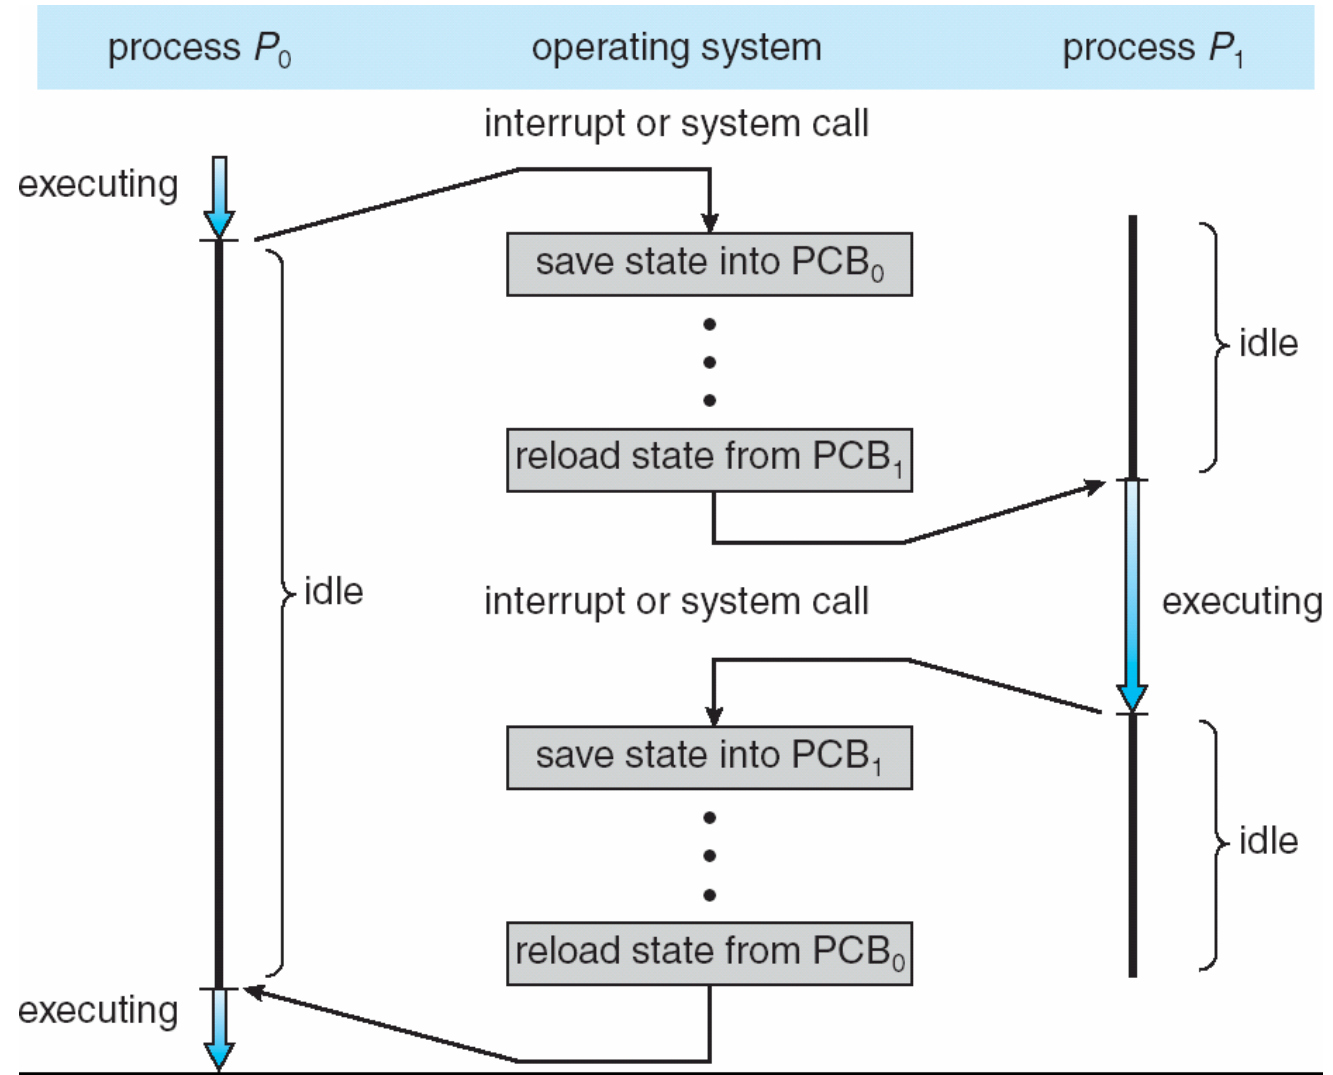 process P₀ operating system process P₁
interrupt or system call
executing
save state into PCB₀
idle
reload state from PCB₁
idle
interrupt or system call
executing
save state into PCB₁
idle
reload state from PCB₀
executing